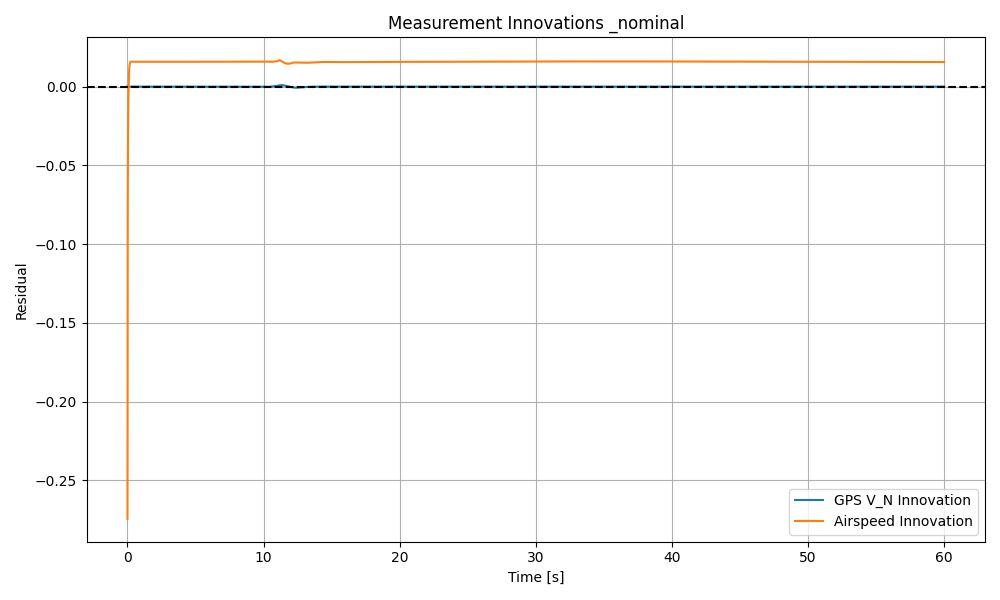 Measurement Innovations _nominal
Residual
0.00
−0.05
−0.10
−0.15
−0.20
−0.25
0 10 20 30 40 50 60
Time [s]
GPS V_N Innovation
Airspeed Innovation